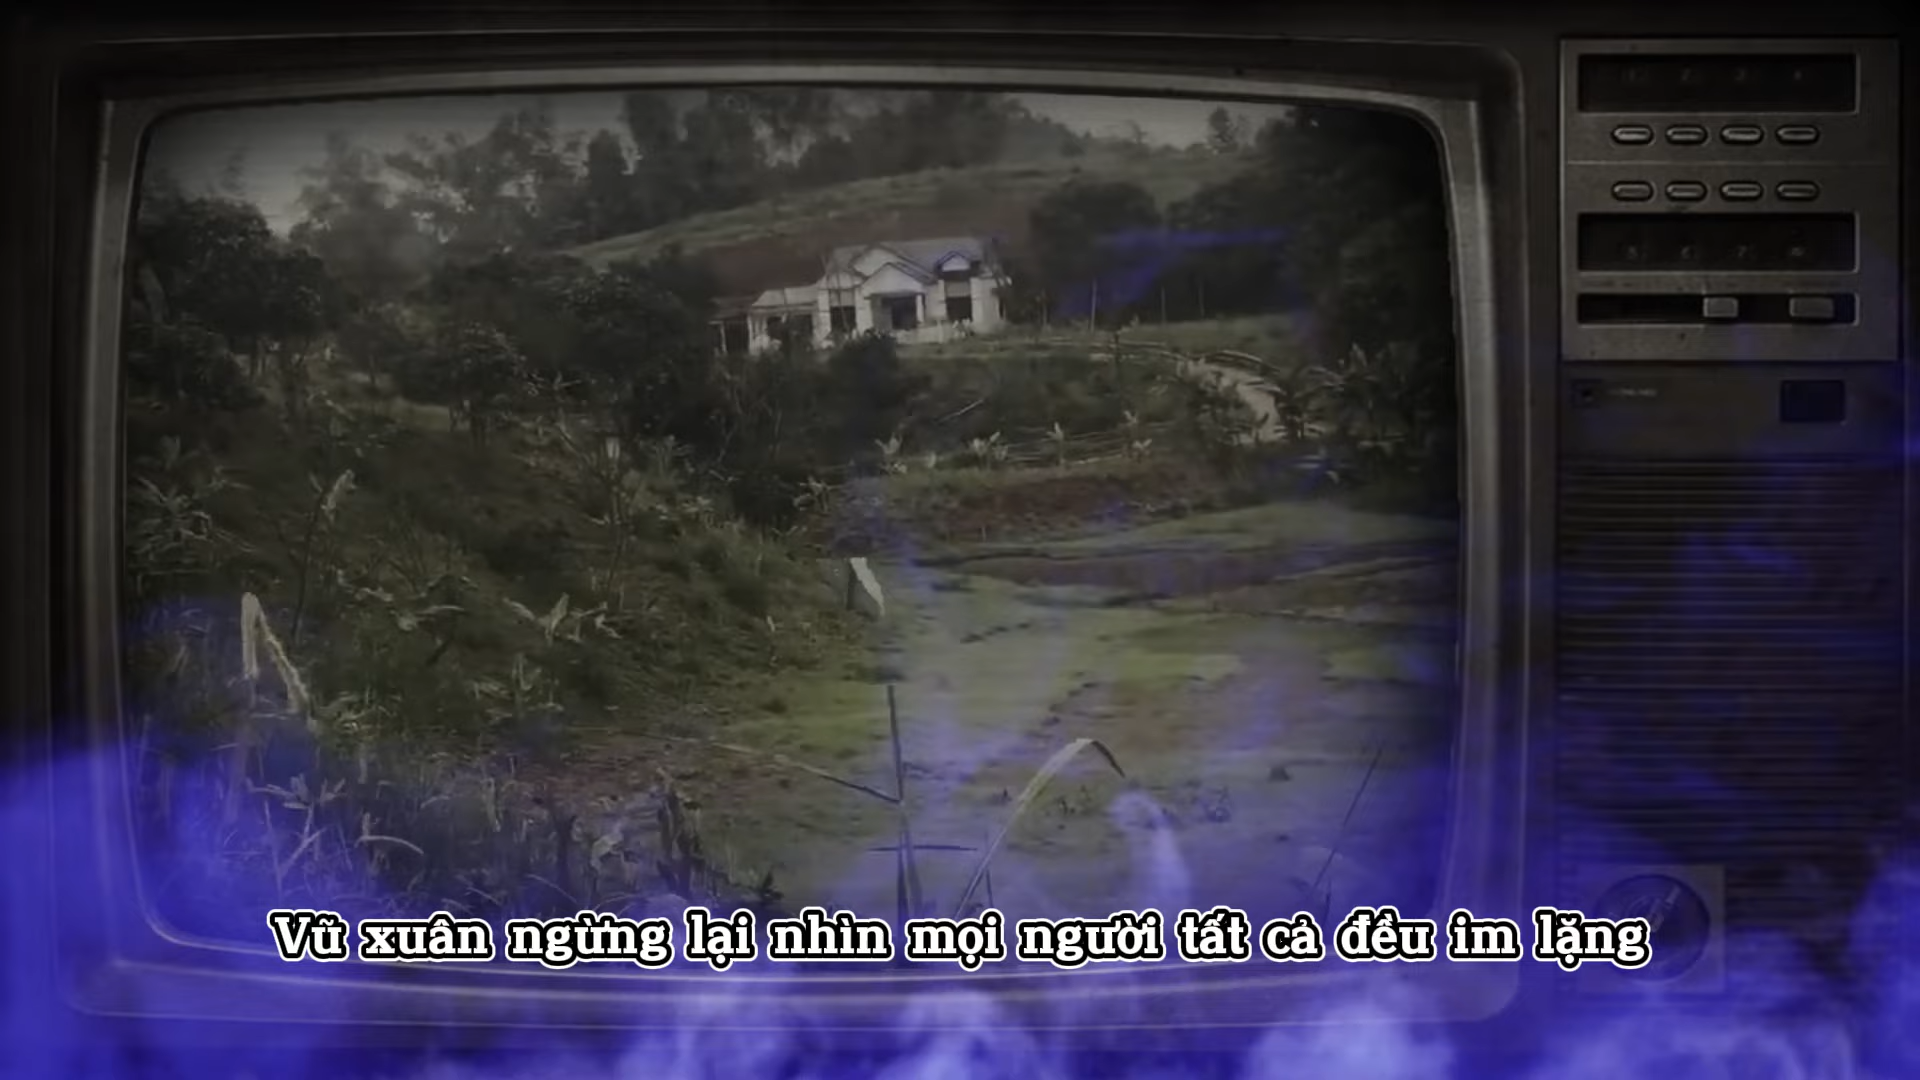 Vũ xuân ngừng lại nhìn mọi người tất cả đều im lặng